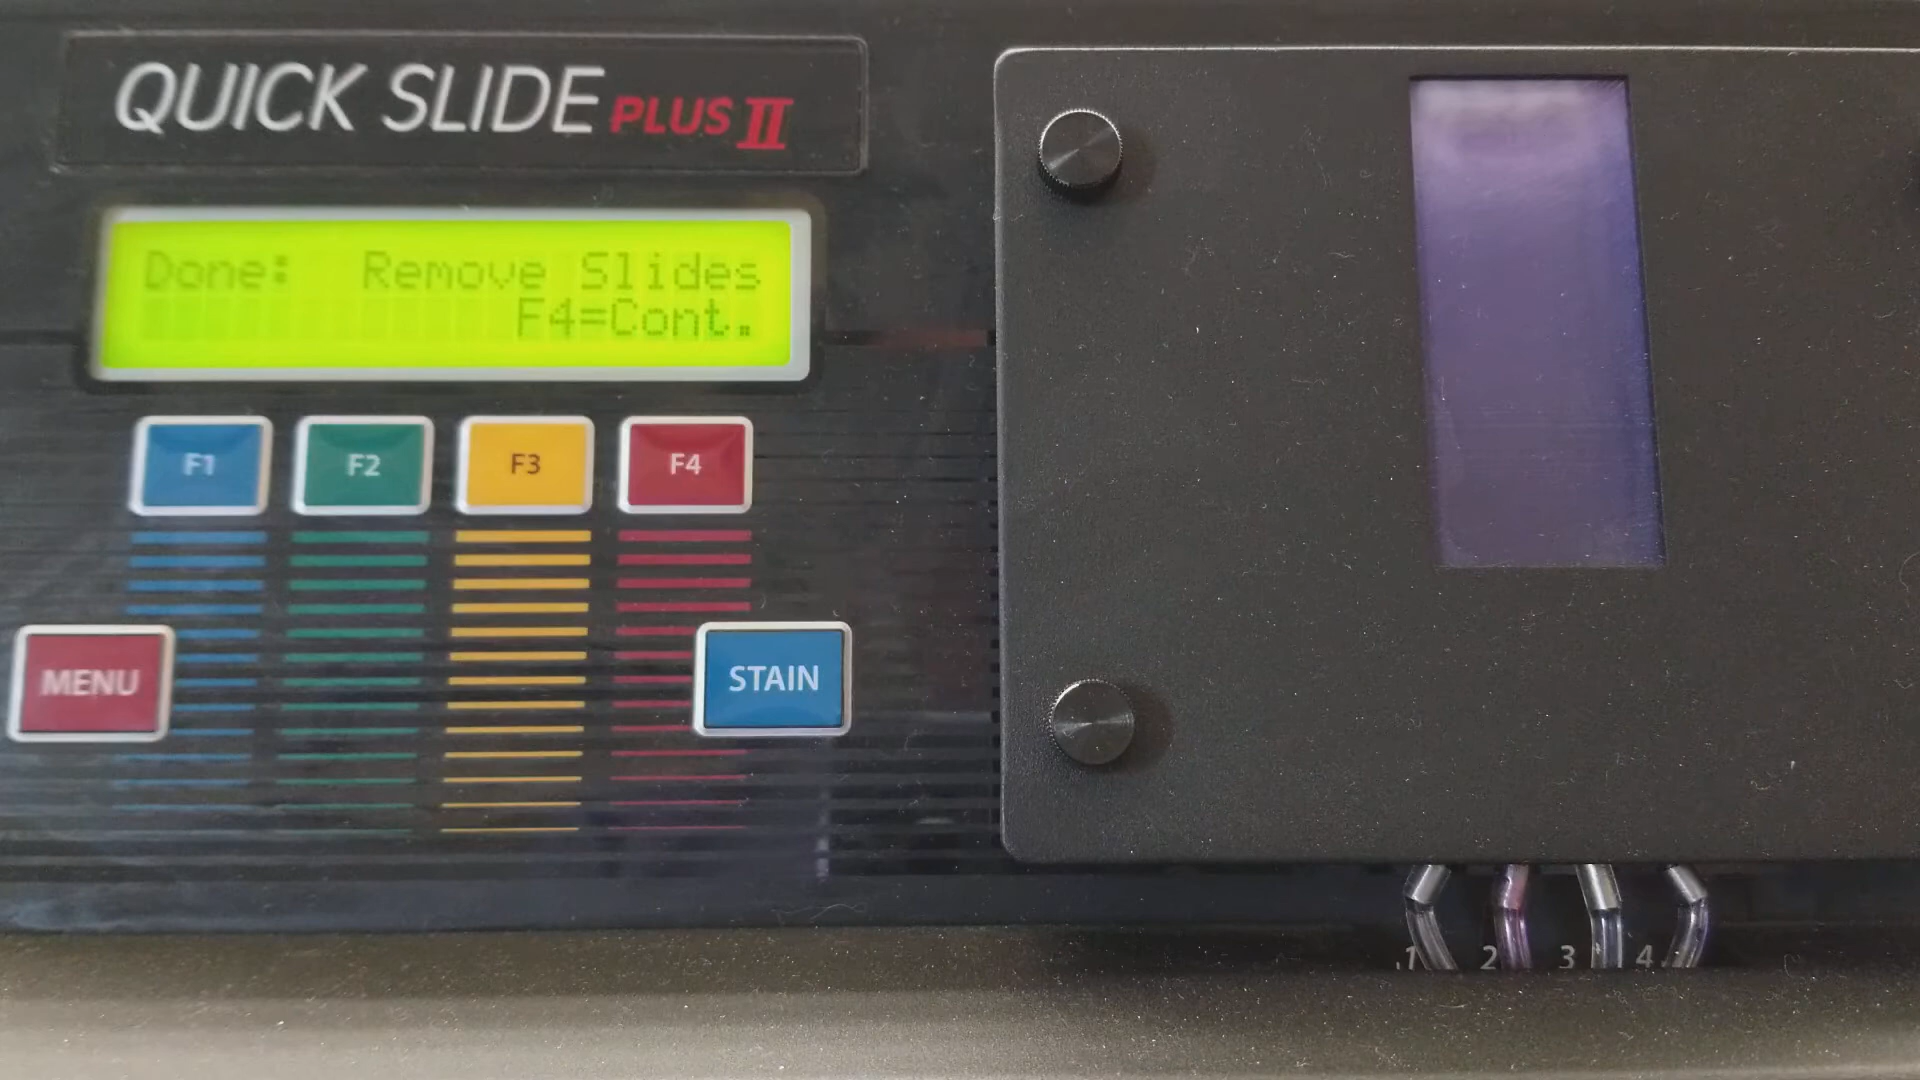 QUICK SLIDE PLUS II
Done: Remove Slides
F4=Cont.
F1 F2 F3 F4
MENU STAIN
1 2 3 4